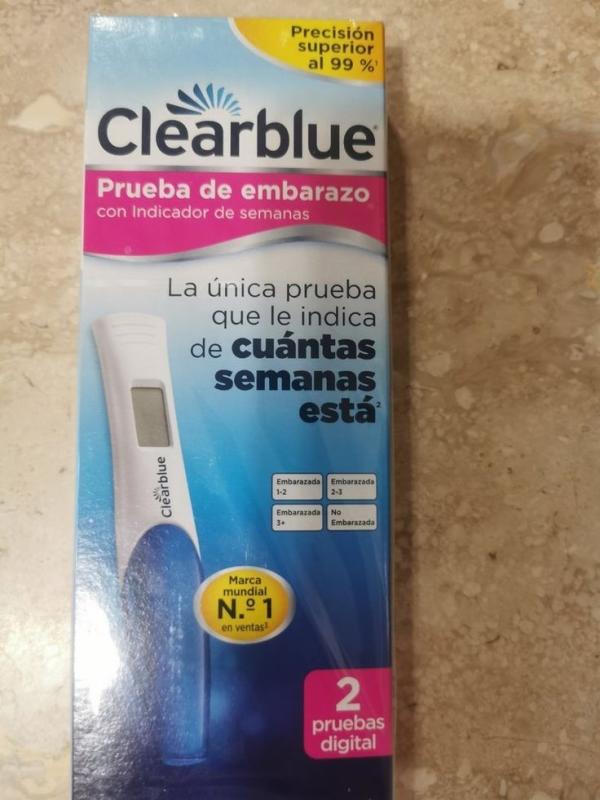 Precisión
superior
al 99 %¹
Clearblue®
Prueba de embarazo
con Indicador de semanas
La única prueba
que le indica
de cuántas
semanas
está²
Clearblue
Embarazada
1-2
Embarazada
2-3
Embarazada
3+
No
Embarazada
Marca
mundial
N.º 1
en ventas³
2
pruebas
digital